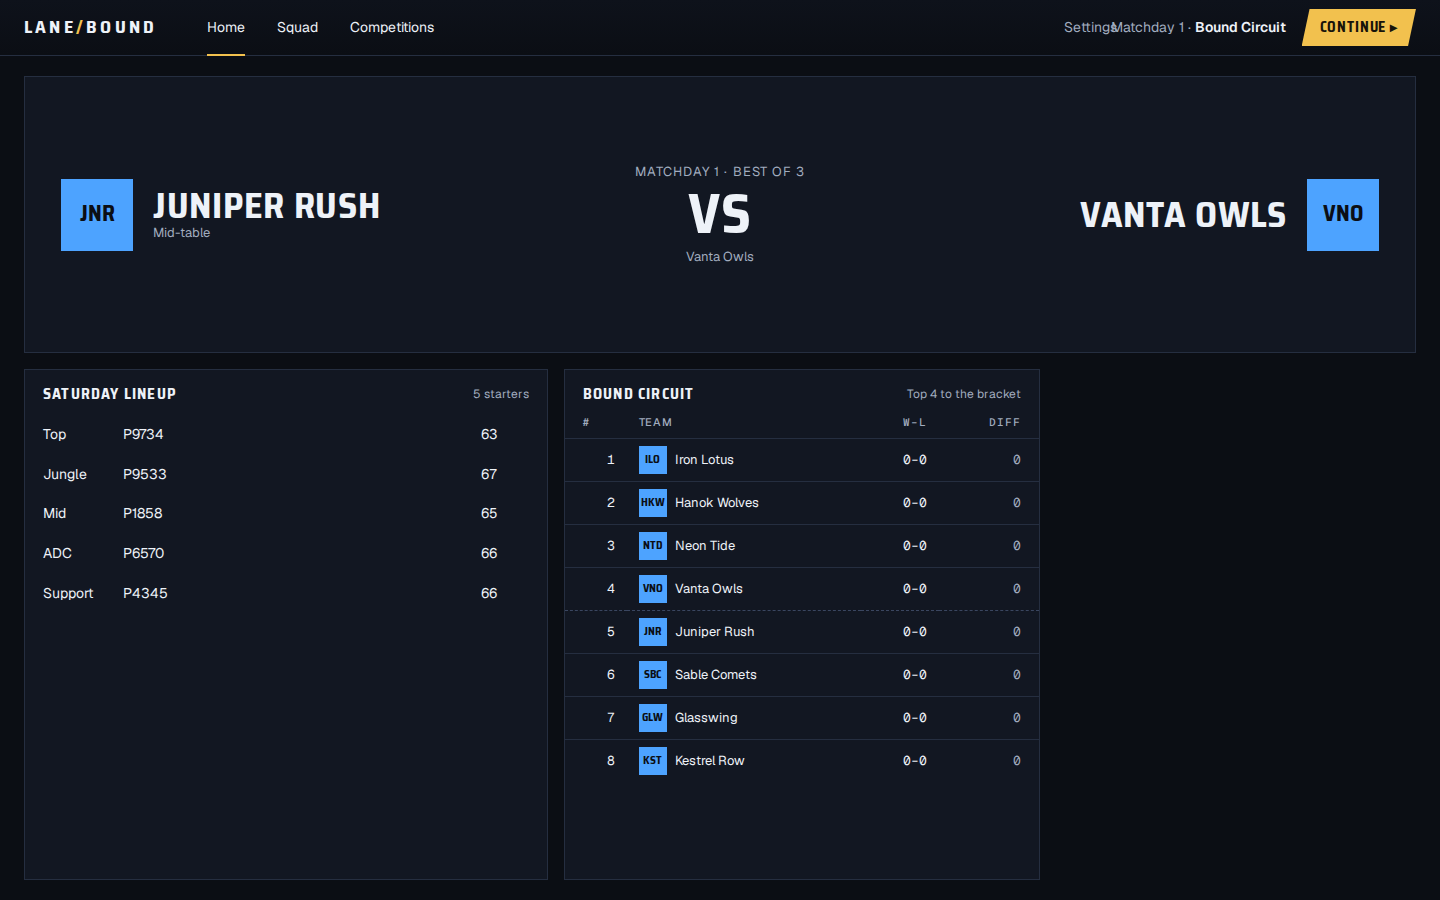 LANE/BOUND
Home Squad Competitions
Settings Matchday 1 · Bound Circuit CONTINUE ▸
MATCHDAY 1 · BEST OF 3
JNR JUNIPER RUSH
Mid-table
VS
Vanta Owls
VANTA OWLS VNO
SATURDAY LINEUP 5 starters
Top P9734 63
Jungle P9533 67
Mid P1858 65
ADC P6570 66
Support P4345 66
BOUND CIRCUIT Top 4 to the bracket
# TEAM W-L DIFF
1 ILO Iron Lotus 0-0 0
2 HKW Hanok Wolves 0-0 0
3 NTD Neon Tide 0-0 0
4 VNO Vanta Owls 0-0 0
5 JNR Juniper Rush 0-0 0
6 SBC Sable Comets 0-0 0
7 GLW Glasswing 0-0 0
8 KST Kestrel Row 0-0 0